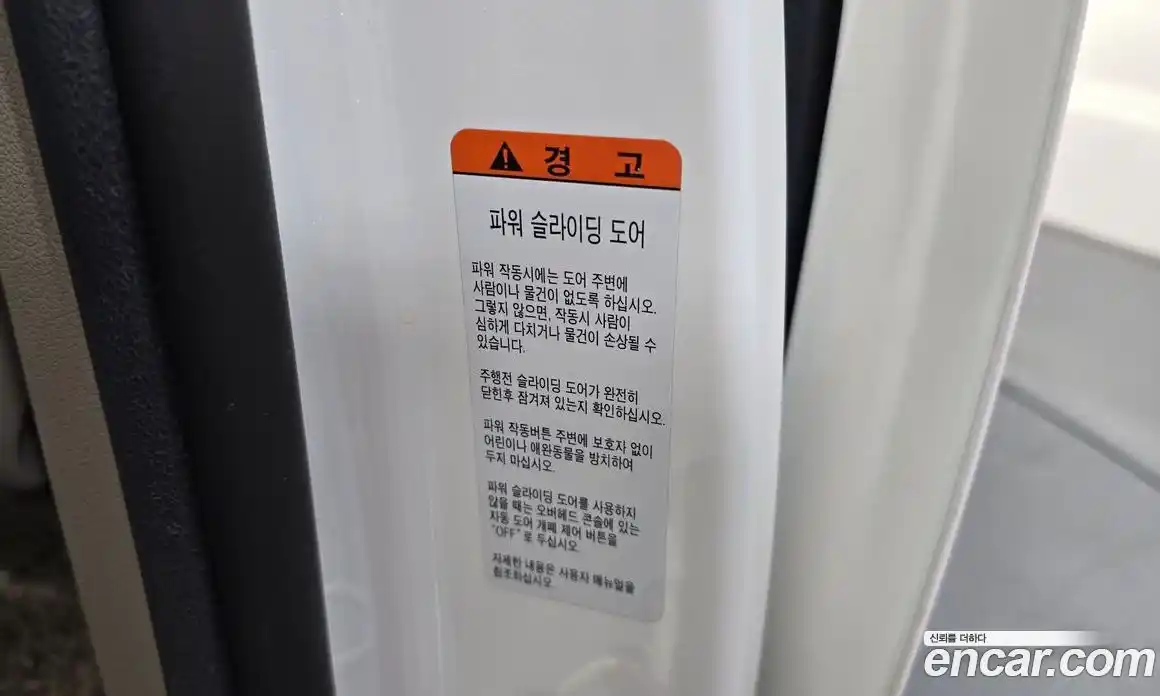 경 고
파워 슬라이딩 도어
파워 작동시에는 도어 주변에
사람이나 물건이 없도록 하십시오.
그렇지 않으면, 작동시 사람이
심하게 다치거나 물건이 손상될 수
있습니다.
주행전 슬라이딩 도어가 완전히
닫힌후 잠겨져 있는지 확인하십시오.
파워 작동버튼 주변에 보호자 없이
어린이나 애완동물을 방치하여
두지 마십시오.
파워 슬라이딩 도어를 사용하지
않을 때는 오버헤드 콘솔에 있는
자동 도어 개폐 제어 버튼을
"OFF"로 두십시오.
자세한 내용은 사용자 매뉴얼을
참조하십시오.
신뢰를 더하다
encar.com